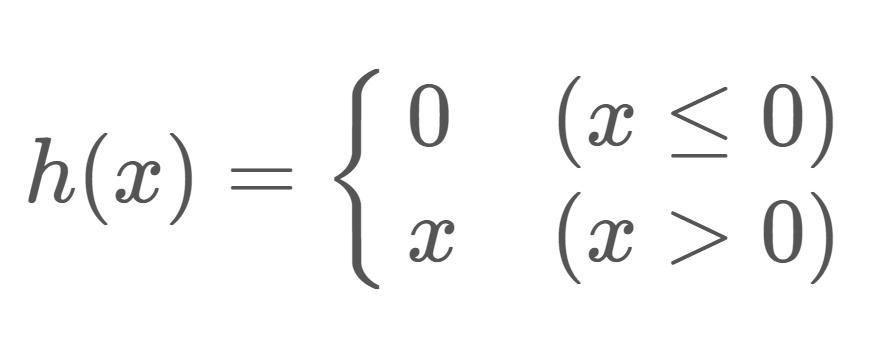 h(x) = { 0 (x ≤ 0)
x (x > 0)